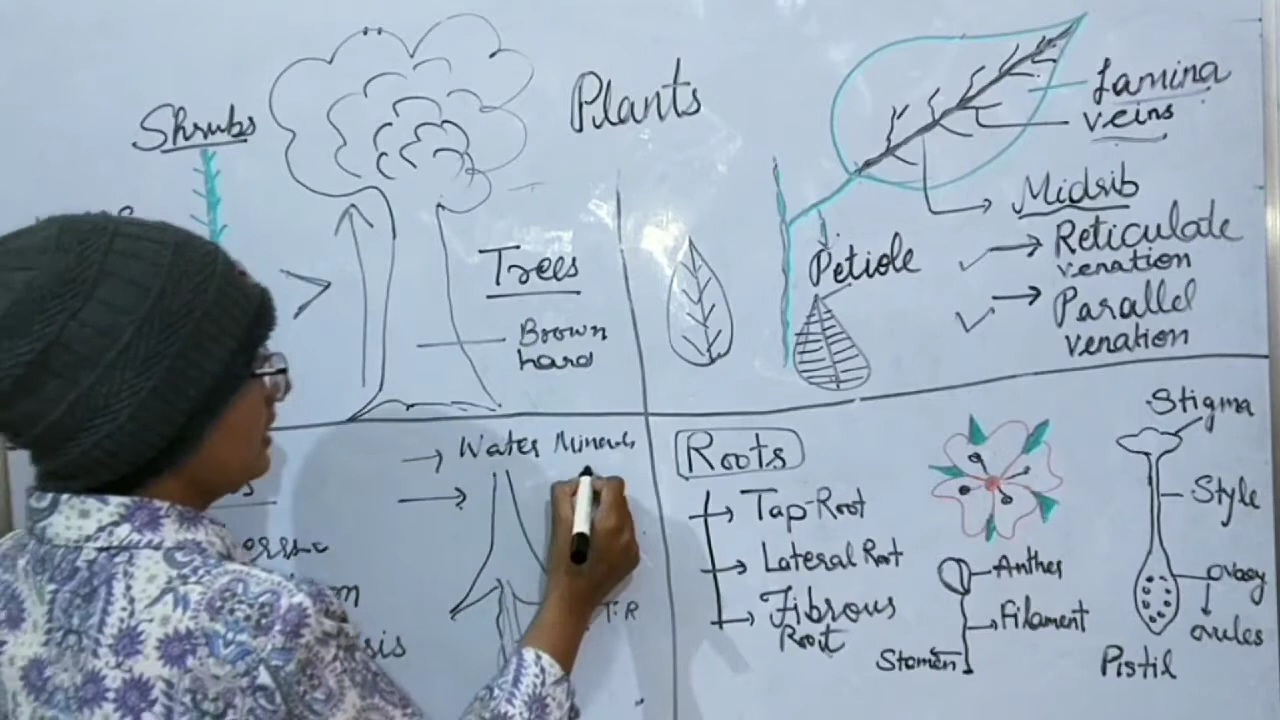 Plants
Shrubs
Trees
Brown
hard
Lamina
veins
Midrib
Reticulate
venation
Parallel
venation
Petiole
Water Minerals
T.R
Roots
Tap-Root
Lateral Root
Fibrous
Root
Anther
Filament
Stamen
Stigma
Style
ovary
ovules
Pistil